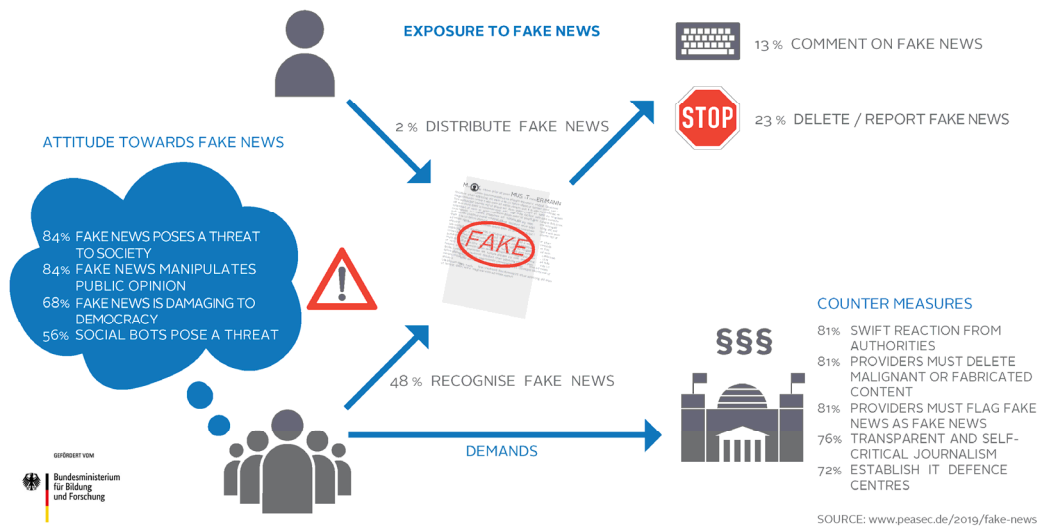 EXPOSURE TO FAKE NEWS
13 % COMMENT ON FAKE NEWS
2 % DISTRIBUTE FAKE NEWS
STOP
23 % DELETE / REPORT FAKE NEWS
ATTITUDE TOWARDS FAKE NEWS
84% FAKE NEWS POSES A THREAT
TO SOCIETY
84% FAKE NEWS MANIPULATES
PUBLIC OPINION
68% FAKE NEWS IS DAMAGING TO
DEMOCRACY
56% SOCIAL BOTS POSE A THREAT
FAKE
48 % RECOGNISE FAKE NEWS
DEMANDS
§§§
COUNTER MEASURES
81% SWIFT REACTION FROM
AUTHORITIES
81% PROVIDERS MUST DELETE
MALIGNANT OR FABRICATED
CONTENT
81% PROVIDERS MUST FLAG FAKE
NEWS AS FAKE NEWS
76% TRANSPARENT AND SELF-
CRITICAL JOURNALISM
72% ESTABLISH IT DEFENCE
CENTRES
GEFÖRDERT VOM
Bundesministerium
für Bildung
und Forschung
SOURCE: www.peasec.de/2019/fake-news